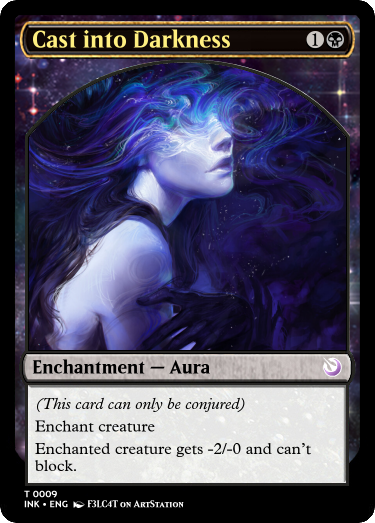 Cast into Darkness 1
Enchantment — Aura
(This card can only be conjured)
Enchant creature
Enchanted creature gets -2/-0 and can't
block.
T 0009
INK • ENG F3LC4T ON ARTSTATION